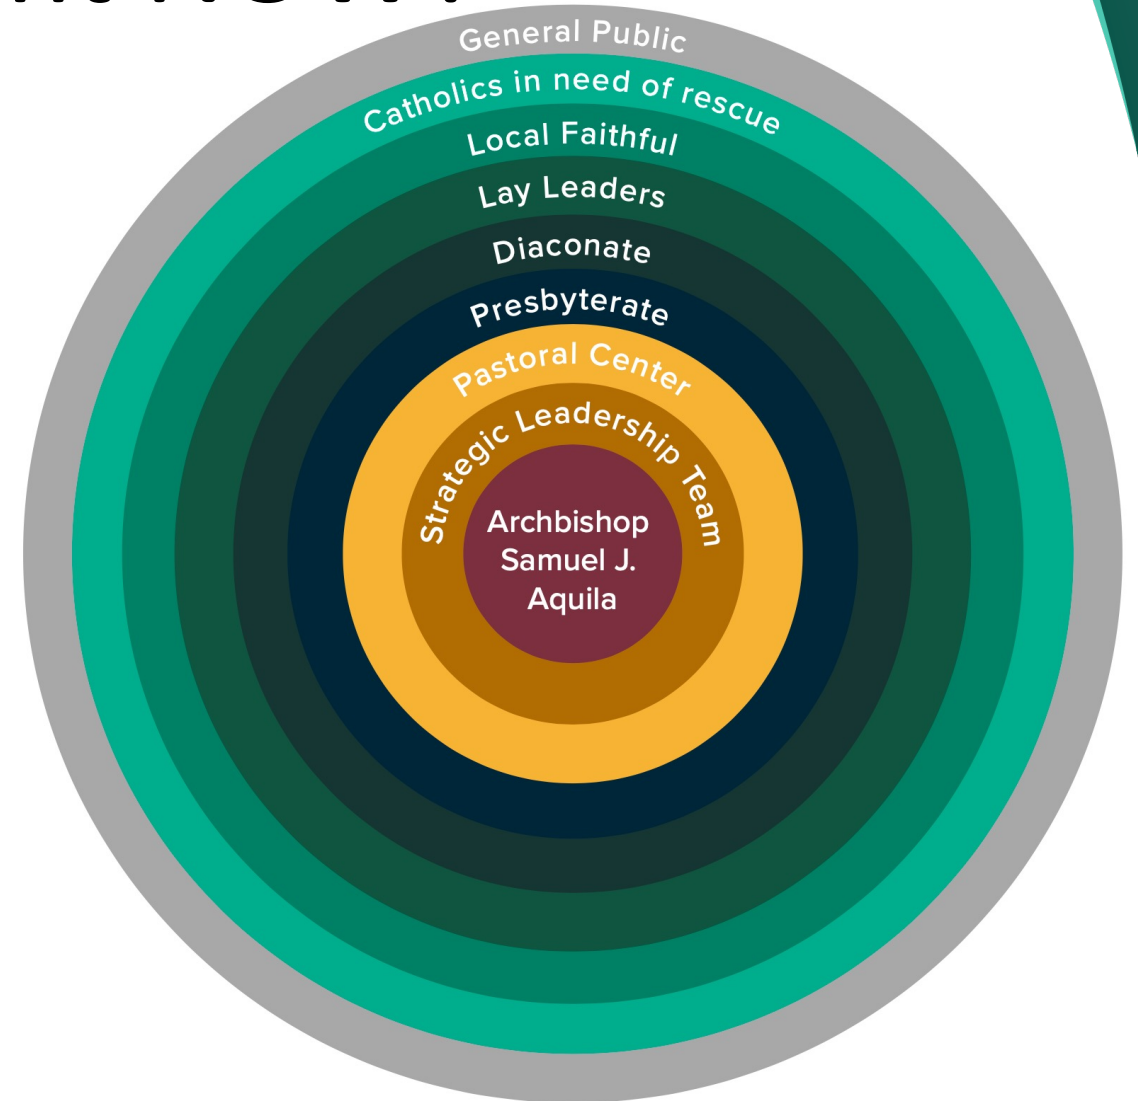 General Public
Catholics in need of rescue
Local Faithful
Lay Leaders
Diaconate
Presbyterate
Pastoral Center
Strategic Leadership Team
Archbishop
Samuel J.
Aquila